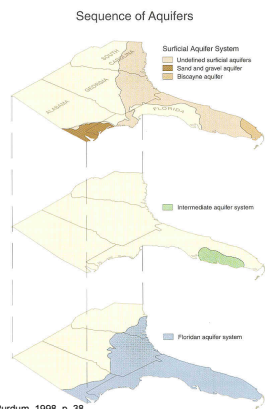 Sequence of Aquifers
Surficial Aquifer System
Undefined surficial aquifers
Sand and gravel aquifer
Biscayne aquifer
SOUTH
CAROLINA
GEORGIA
ALABAMA
FLORIDA
Intermediate aquifer system
Floridan aquifer system
Purdum, 1998, p. 38